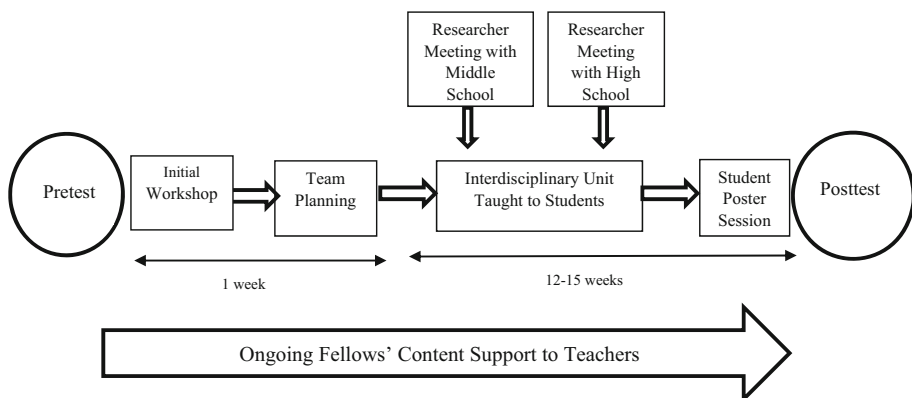 Researcher
Meeting with
Middle
School
Researcher
Meeting
with High
School
Pretest
Initial
Workshop
Team
Planning
Interdisciplinary Unit
Taught to Students
Student
Poster
Session
Posttest
1 week
12-15 weeks
Ongoing Fellows’ Content Support to Teachers